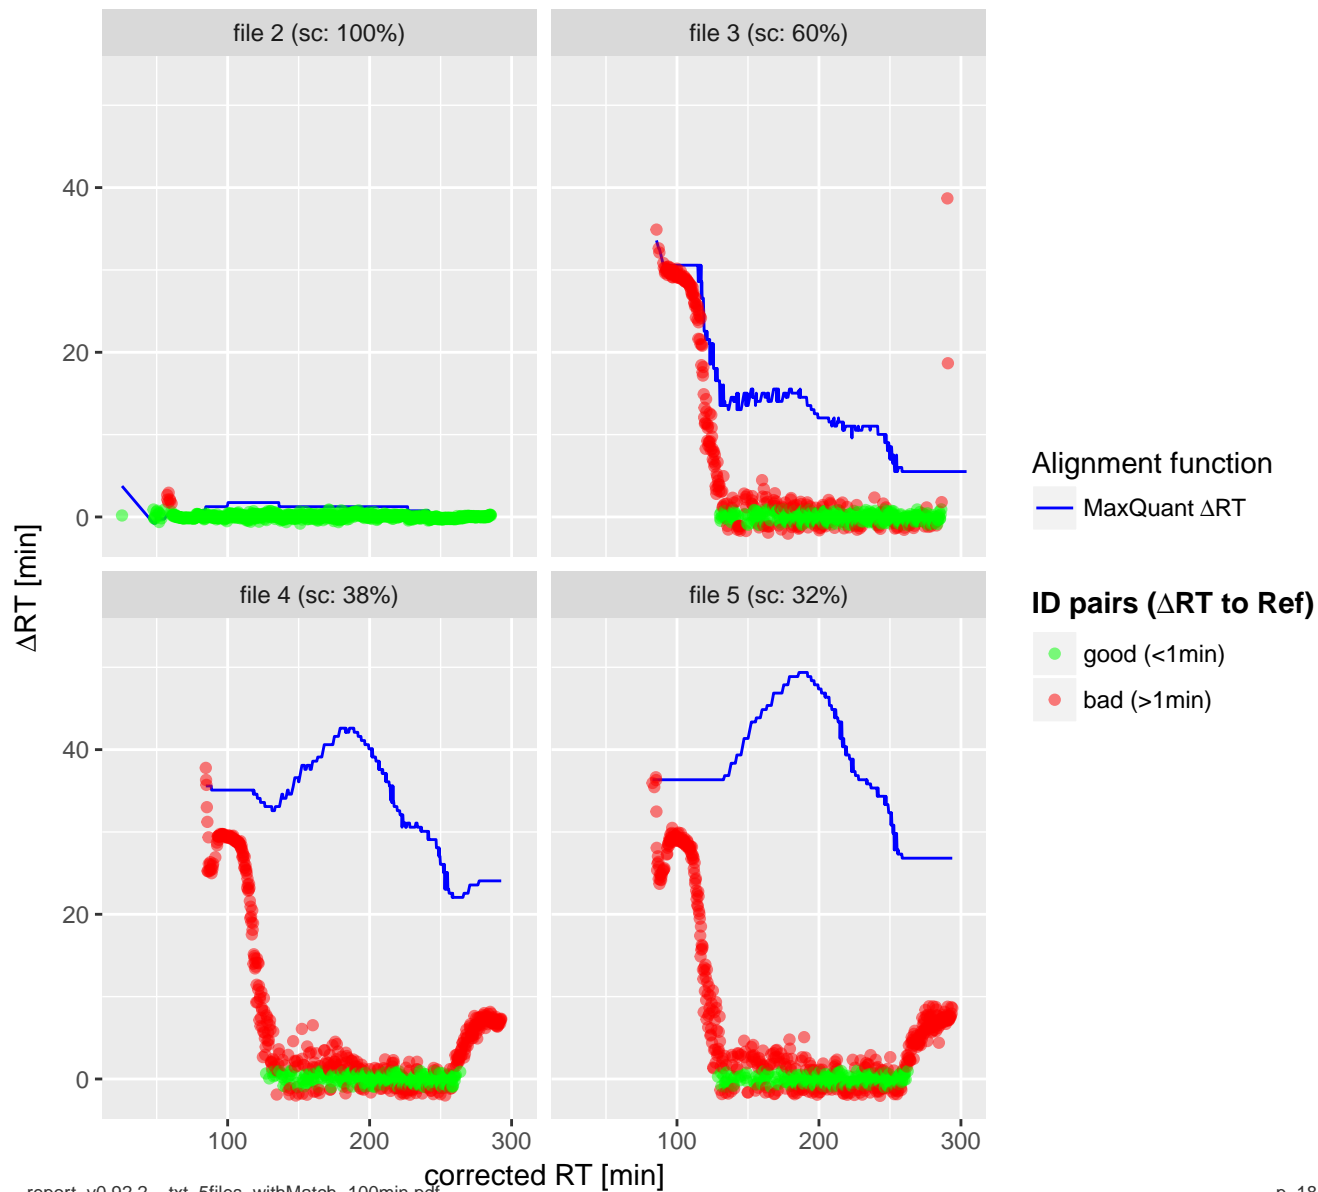 file 2 (sc: 100%)
file 3 (sc: 60%)
40
20
0
file 4 (sc: 38%)
file 5 (sc: 32%)
40
20
0
100
200
300
100
200
300
ΔRT [min]
corrected RT [min]
Alignment function
MaxQuant ΔRT
ID pairs (ΔRT to Ref)
good (<1min)
bad (>1min)